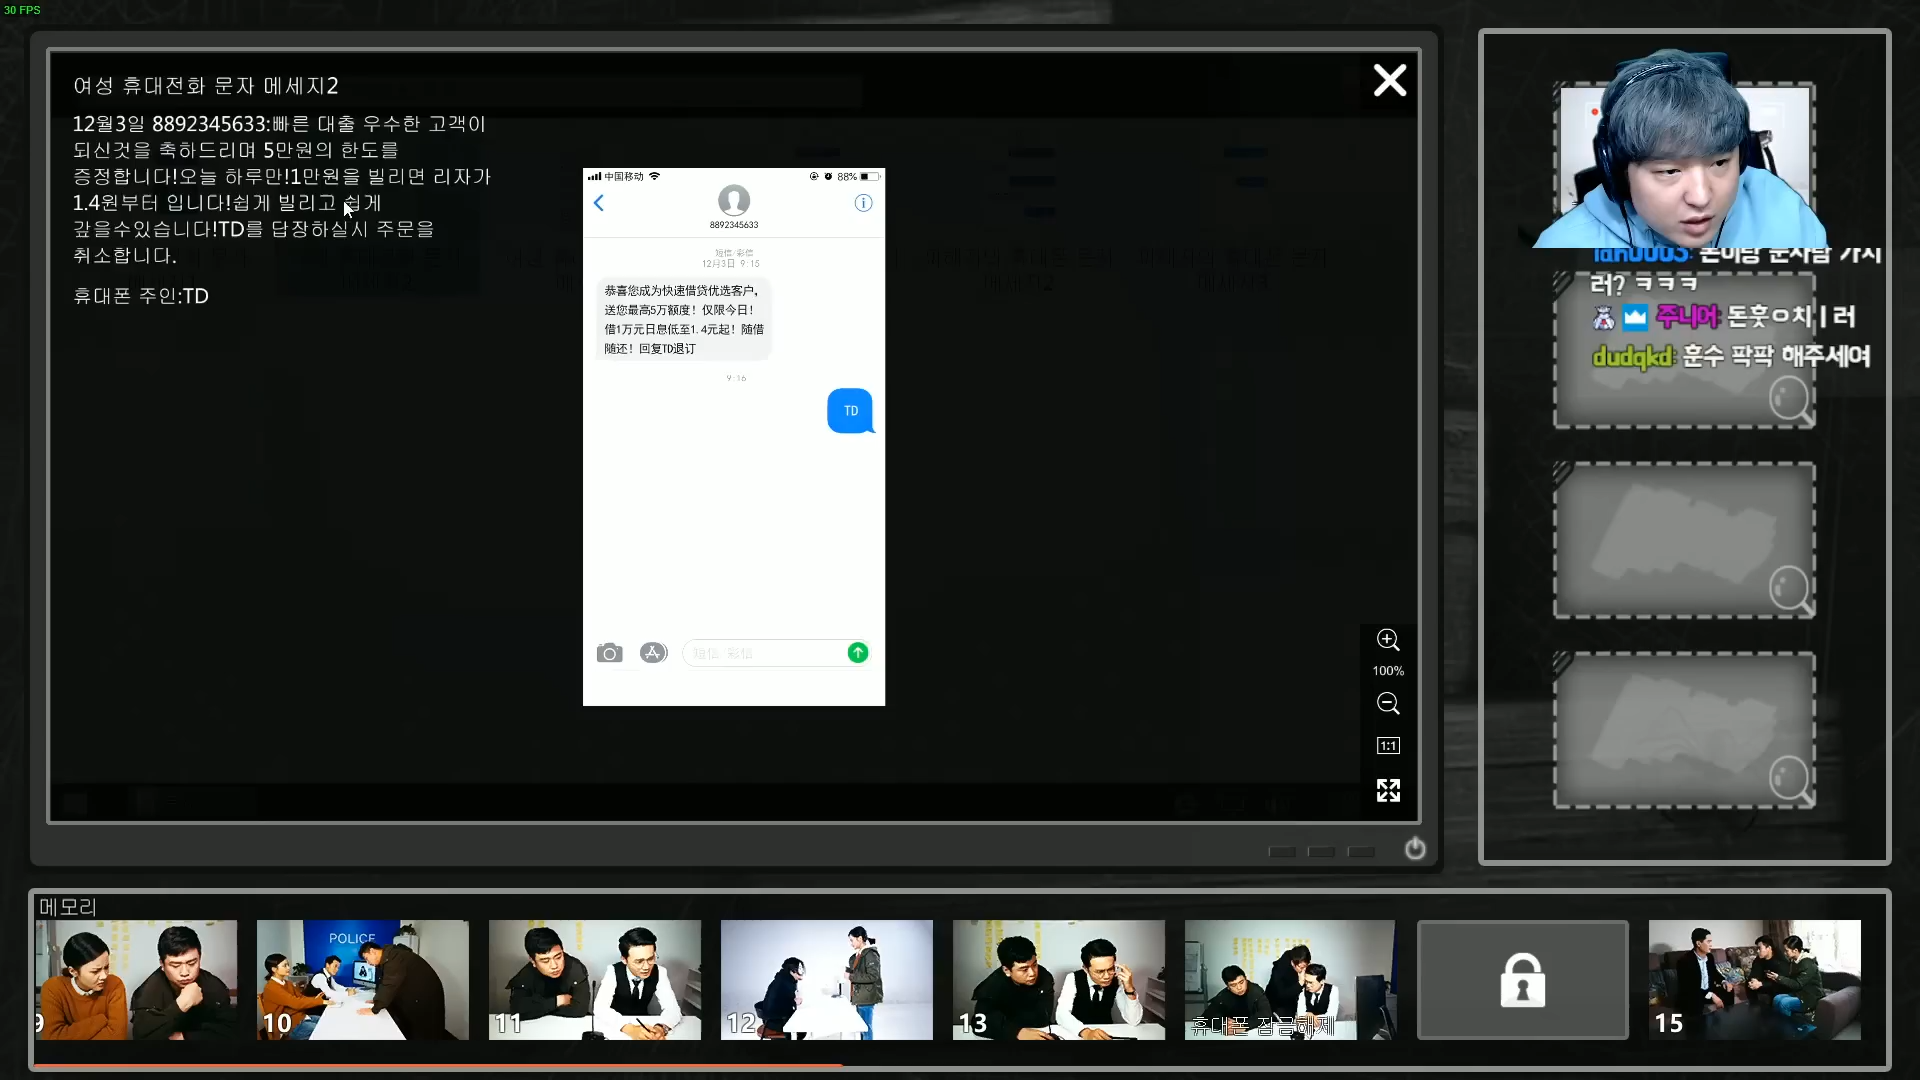 30 FPS
여성 휴대전화 문자 메세지2
12월3일 8892345633:빠른 대출 우수한 고객이
되신것을 축하드리며 5만원의 한도를
증정합니다!오늘 하루만!1만원을 빌리면 리자가
1.4원부터 입니다!쉽게 빌리고 쉽게
갚을수있습니다!TD를 답장하실시 주문을
취소합니다.
휴대폰 주인:TD
中国移动
88%
8892345633
短信/彩信
12月3日 9:15
恭喜您成为快速借贷优选客户,
送您最高5万额度! 仅限今日!
借1万元日息低至1.4元起! 随借
随还! 回复TD退订
9:16
TD
短信/彩信
100%
1:1
러? ㅋㅋㅋ
주니어: 돈훗ㅇ치ㅣ러
dudqkd: 훈수 팍팍 해주세여
메모리
9
POLICE
10
11
12
13
휴대폰 잠금해제
15